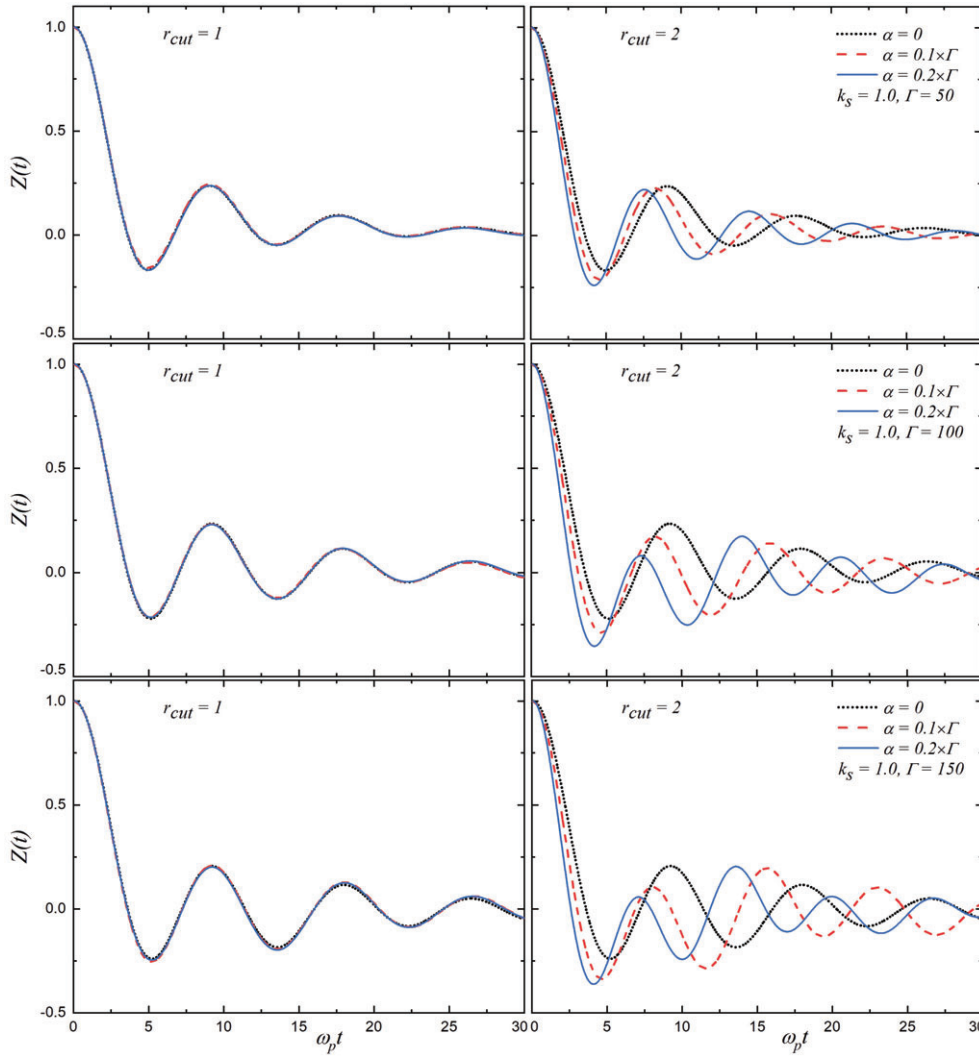 r_cut = 1
r_cut = 2
α = 0
α = 0.1×Γ
α = 0.2×Γ
k_s = 1.0, Γ = 50
Z(t)
1.0
0.5
0.0
-0.5
r_cut = 1
r_cut = 2
α = 0
α = 0.1×Γ
α = 0.2×Γ
k_s = 1.0, Γ = 100
Z(t)
1.0
0.5
0.0
-0.5
r_cut = 1
r_cut = 2
α = 0
α = 0.1×Γ
α = 0.2×Γ
k_s = 1.0, Γ = 150
Z(t)
1.0
0.5
0.0
-0.5
0 5 10 15 20 25 30 5 10 15 20 25 30
ω_p t ω_p t